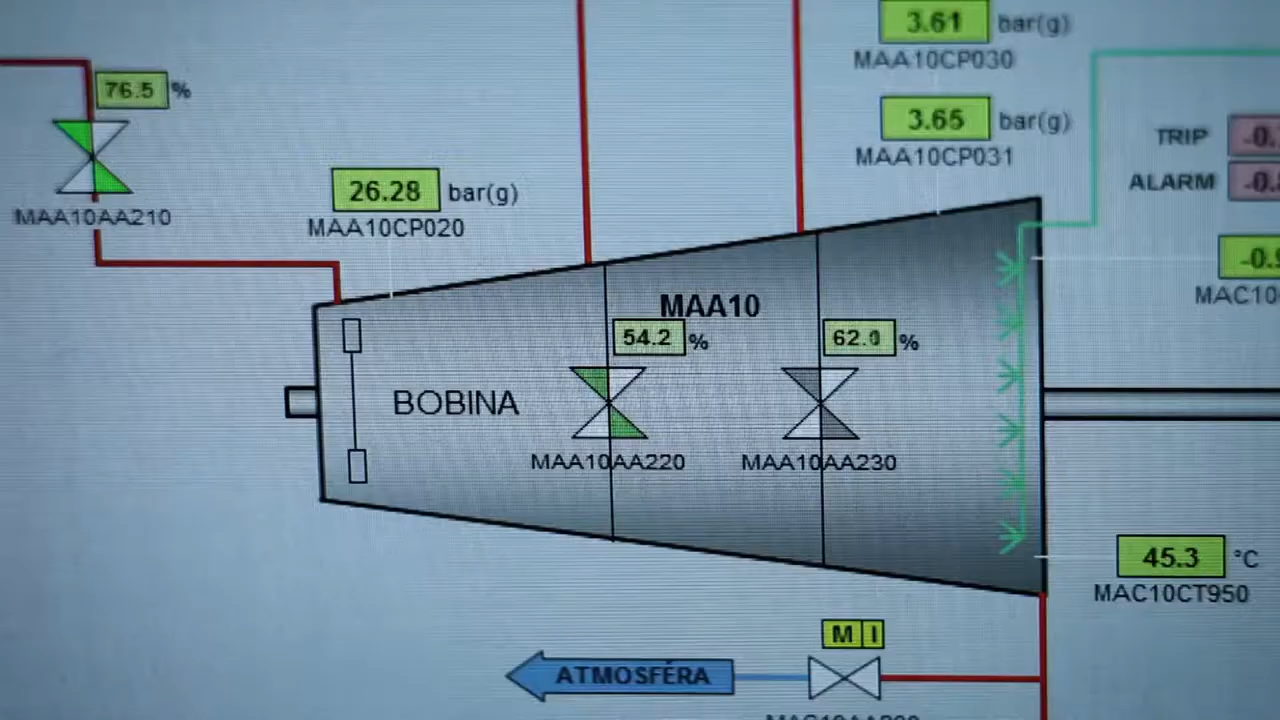 3.61 bar(g)
MAA10CP030
76.5 %
3.65 bar(g)
MAA10CP031
TRIP
ALARM
26.28 bar(g)
MAA10CP020
MAA10AA210
MAC10
MAA10
54.2 %
62.0 %
BOBINA
MAA10AA220
MAA10AA230
45.3 °C
MAC10CT950
M I
ATMOSFÉRA